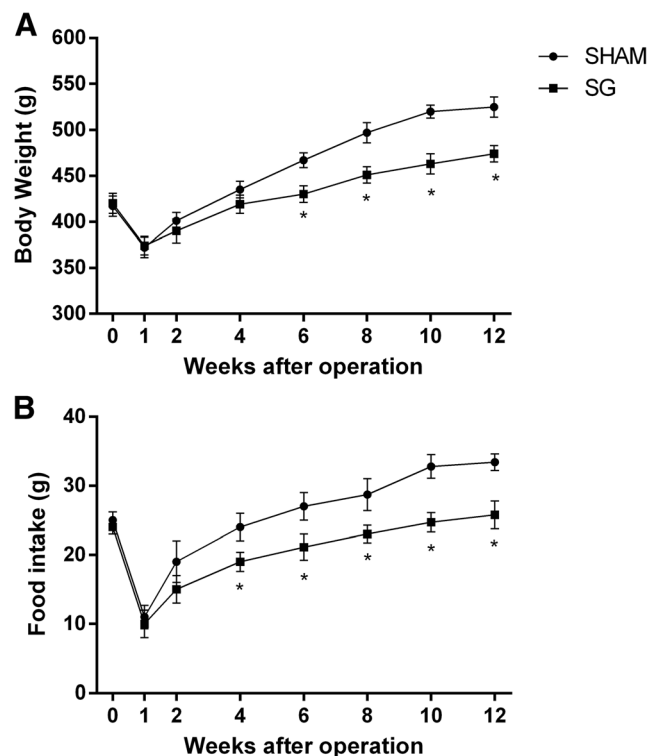 A
600
550
500
450
400
350
300
Body Weight (g)
0 1 2 4 6 8 10 12
Weeks after operation
* * * *
SHAM
SG
B
40
30
20
10
0
Food intake (g)
* * * * *
0 1 2 4 6 8 10 12
Weeks after operation